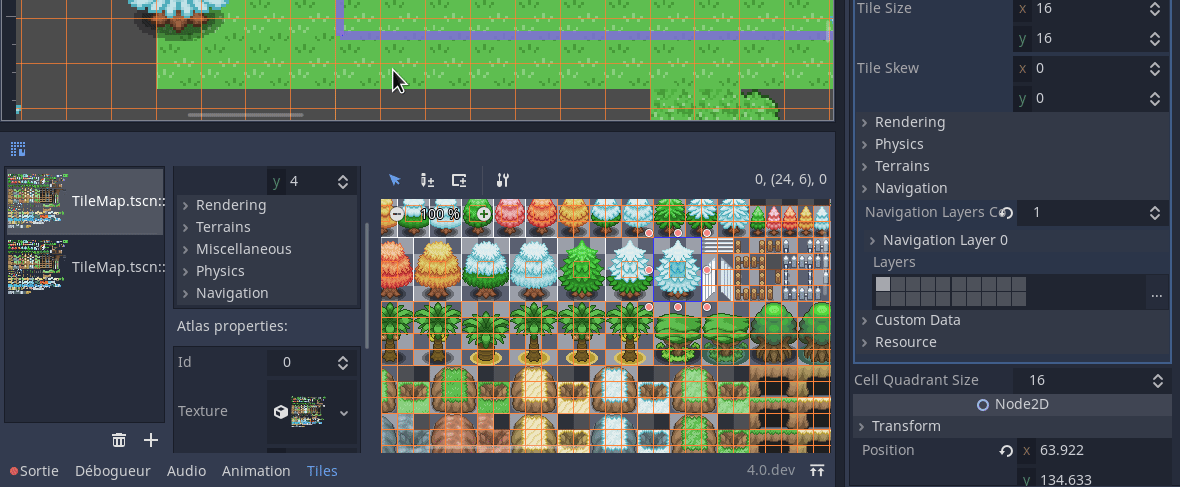 Tile Size x 16
y 16
Tile Skew x 0
y 0
Rendering
Physics
Terrains
Navigation
Navigation Layers C 1
Navigation Layer 0
Layers
...
Custom Data
Resource
Cell Quadrant Size 16
Node2D
Transform
Position x 63.922
y 134.633
TileMap.tscn::
TileMap.tscn::
y 4
Rendering
Terrains
Miscellaneous
Physics
Navigation
Atlas properties:
Id 0
Texture
0, (24, 6), 0
100 %
Sortie Débogueur Audio Animation Tiles 4.0.dev